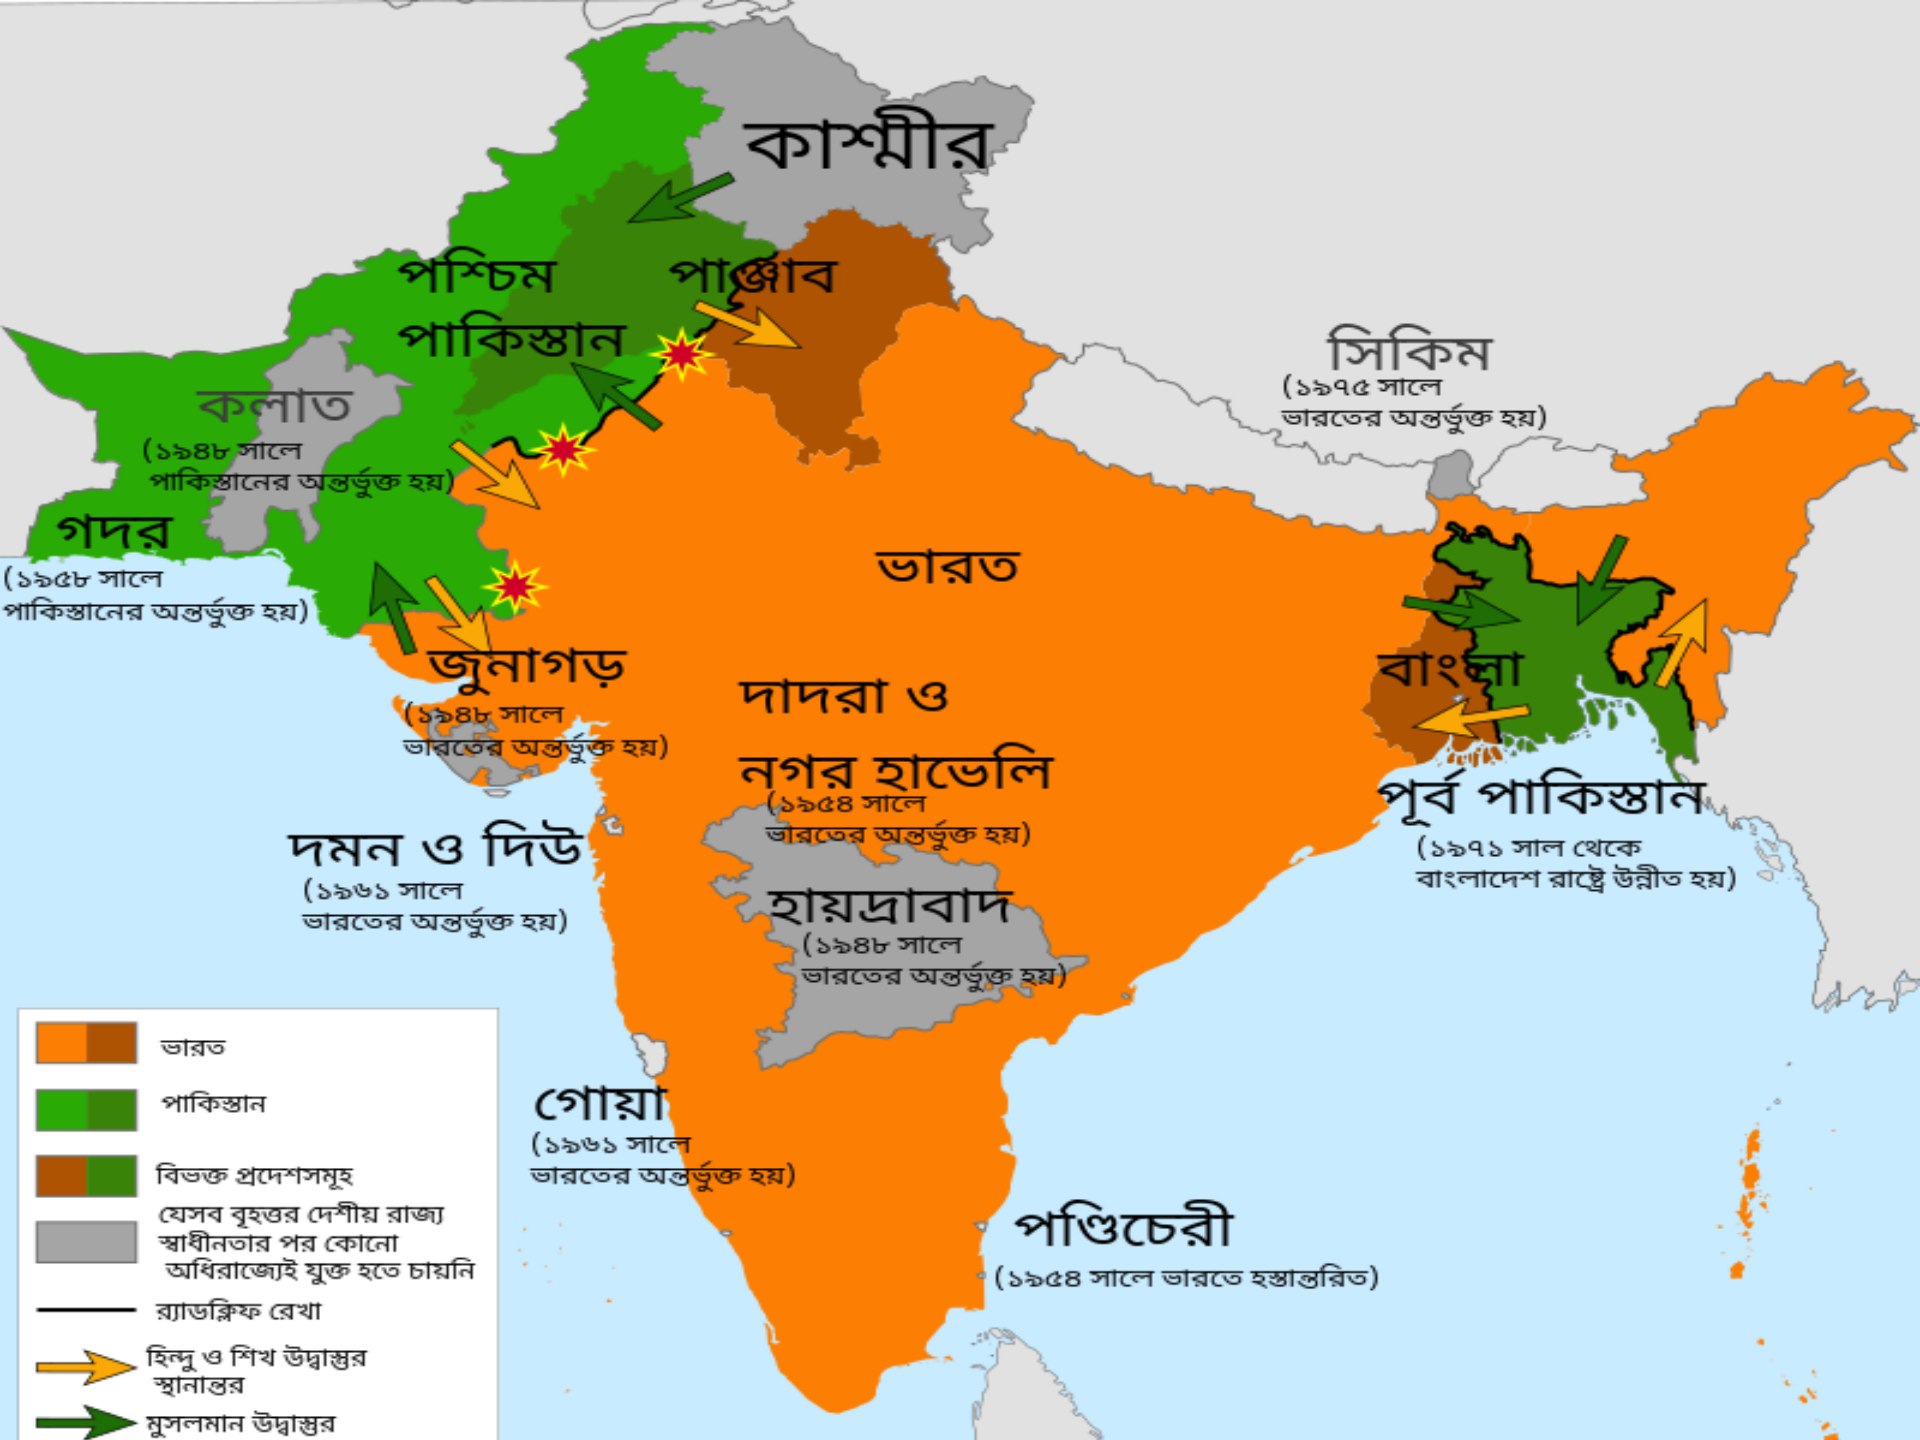 কাশ্মীর
পশ্চিম
পাকিস্তান
পাঞ্জাব
সিকিম
(১৯৭৫ সালে
ভারতের অন্তর্ভুক্ত হয়)
কলাত
(১৯৪৮ সালে
পাকিস্তানের অন্তর্ভুক্ত হয়)
গদর
(১৯৫৮ সালে
পাকিস্তানের অন্তর্ভুক্ত হয়)
ভারত
জুনাগড়
(১৯৪৮ সালে
ভারতের অন্তর্ভুক্ত হয়)
দাদরা ও
নগর হাভেলি
(১৯৫৪ সালে
ভারতের অন্তর্ভুক্ত হয়)
বাংলা
পূর্ব পাকিস্তান
(১৯৭১ সাল থেকে
বাংলাদেশ রাষ্ট্রে উন্নীত হয়)
দমন ও দিউ
(১৯৬১ সালে
ভারতের অন্তর্ভুক্ত হয়)
হায়দ্রাবাদ
(১৯৪৮ সালে
ভারতের অন্তর্ভুক্ত হয়)
গোয়া
(১৯৬১ সালে
ভারতের অন্তর্ভুক্ত হয়)
পণ্ডিচেরী
(১৯৫৪ সালে ভারতে হস্তান্তরিত)
ভারত
পাকিস্তান
বিভক্ত প্রদেশসমূহ
যেসব বৃহত্তর দেশীয় রাজ্য
স্বাধীনতার পর কোনো
অধিরাজ্যেই যুক্ত হতে চায়নি
র‍্যাডক্লিফ রেখা
হিন্দু ও শিখ উদ্বাস্তুর
স্থানান্তর
মুসলমান উদ্বাস্তুর